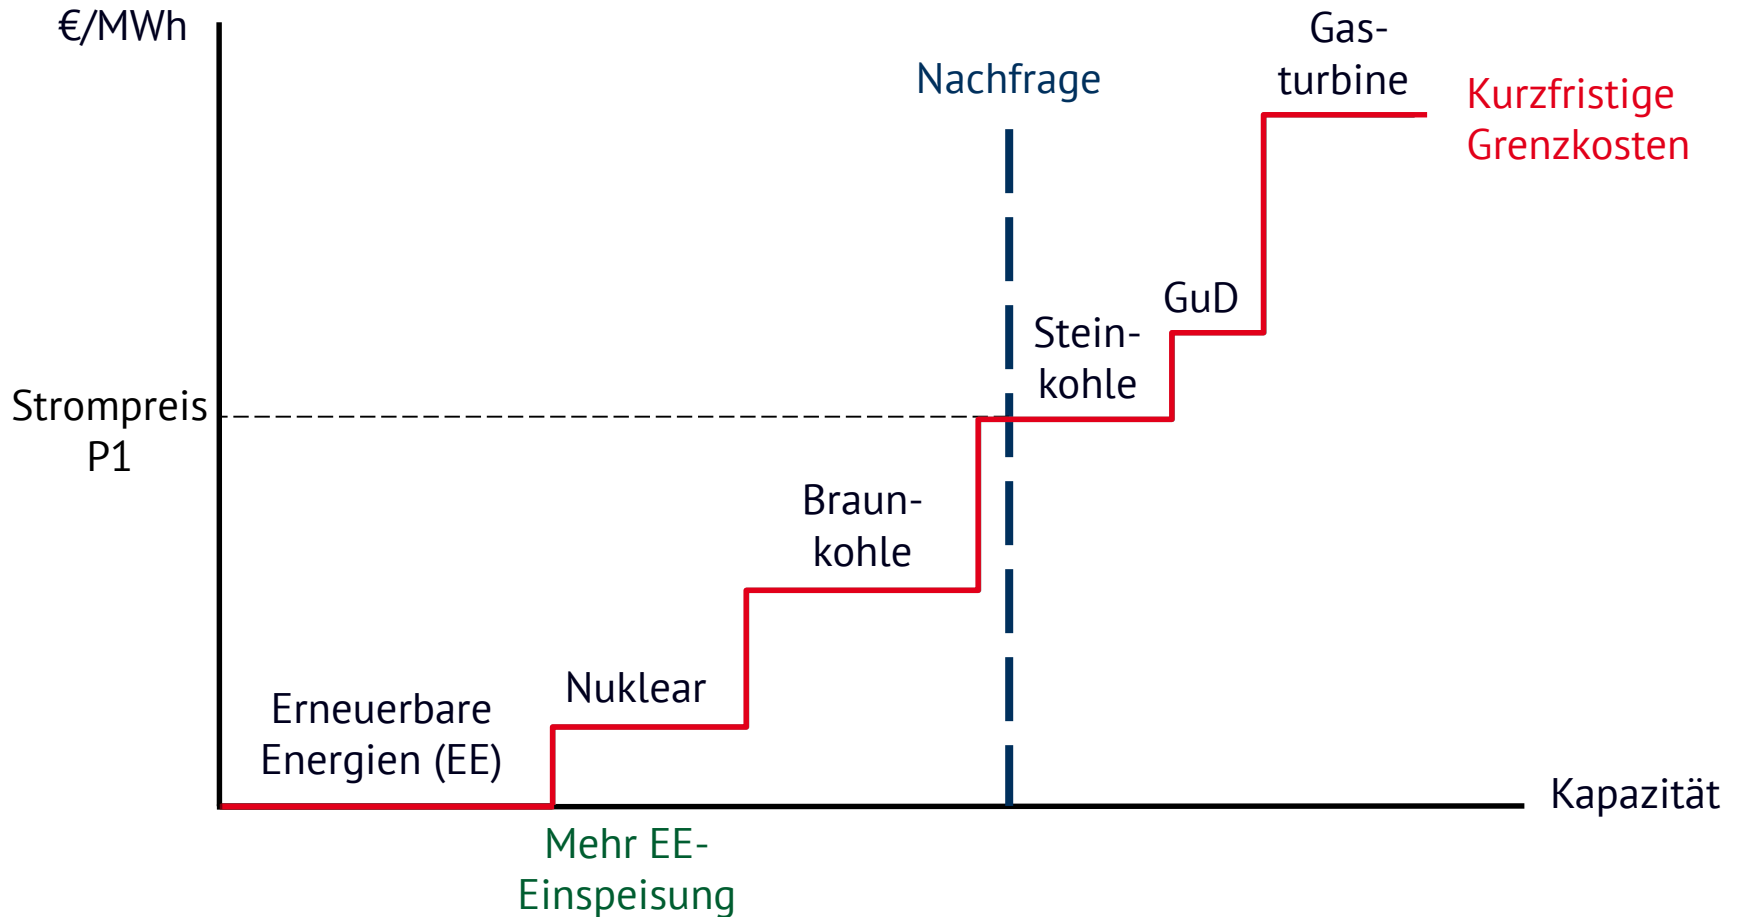 €/MWh
Gas-
turbine
Nachfrage
Kurzfristige
Grenzkosten
GuD
Stein-
kohle
Strompreis
P1
Braun-
kohle
Nuklear
Erneuerbare
Energien (EE)
Kapazität
Mehr EE-
Einspeisung